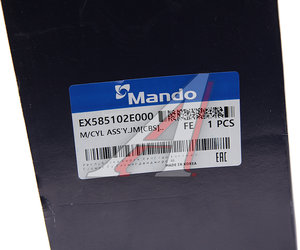 Mando
EX585102E000
M/CYL ASS'Y.JM[CBS]..
FE 1 PCS
MADE IN KOREA
EAC